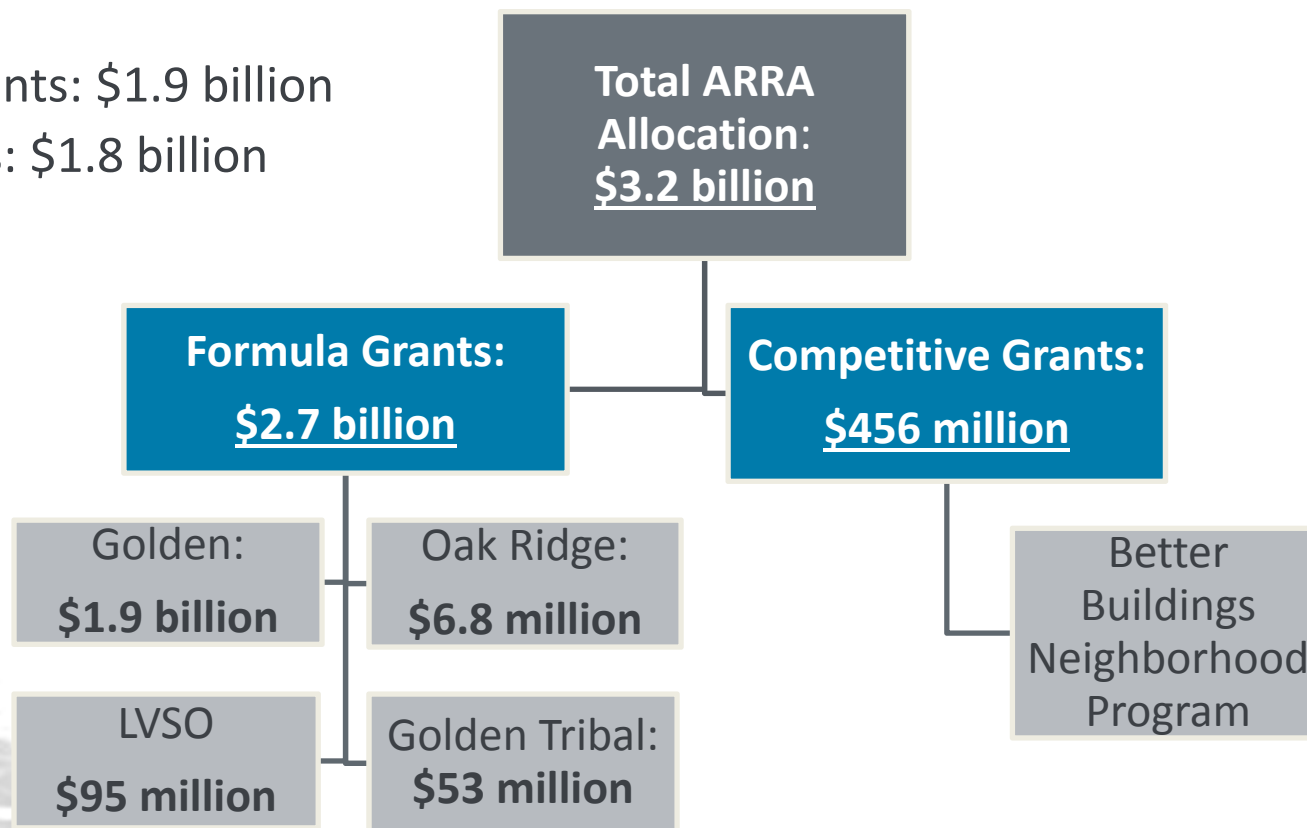 nts: $1.9 billion
s: $1.8 billion
Total ARRA
Allocation:
$3.2 billion
Formula Grants:
$2.7 billion
Competitive Grants:
$456 million
Golden:
$1.9 billion
Oak Ridge:
$6.8 million
LVSO
$95 million
Golden Tribal:
$53 million
Better
Buildings
Neighborhood
Program